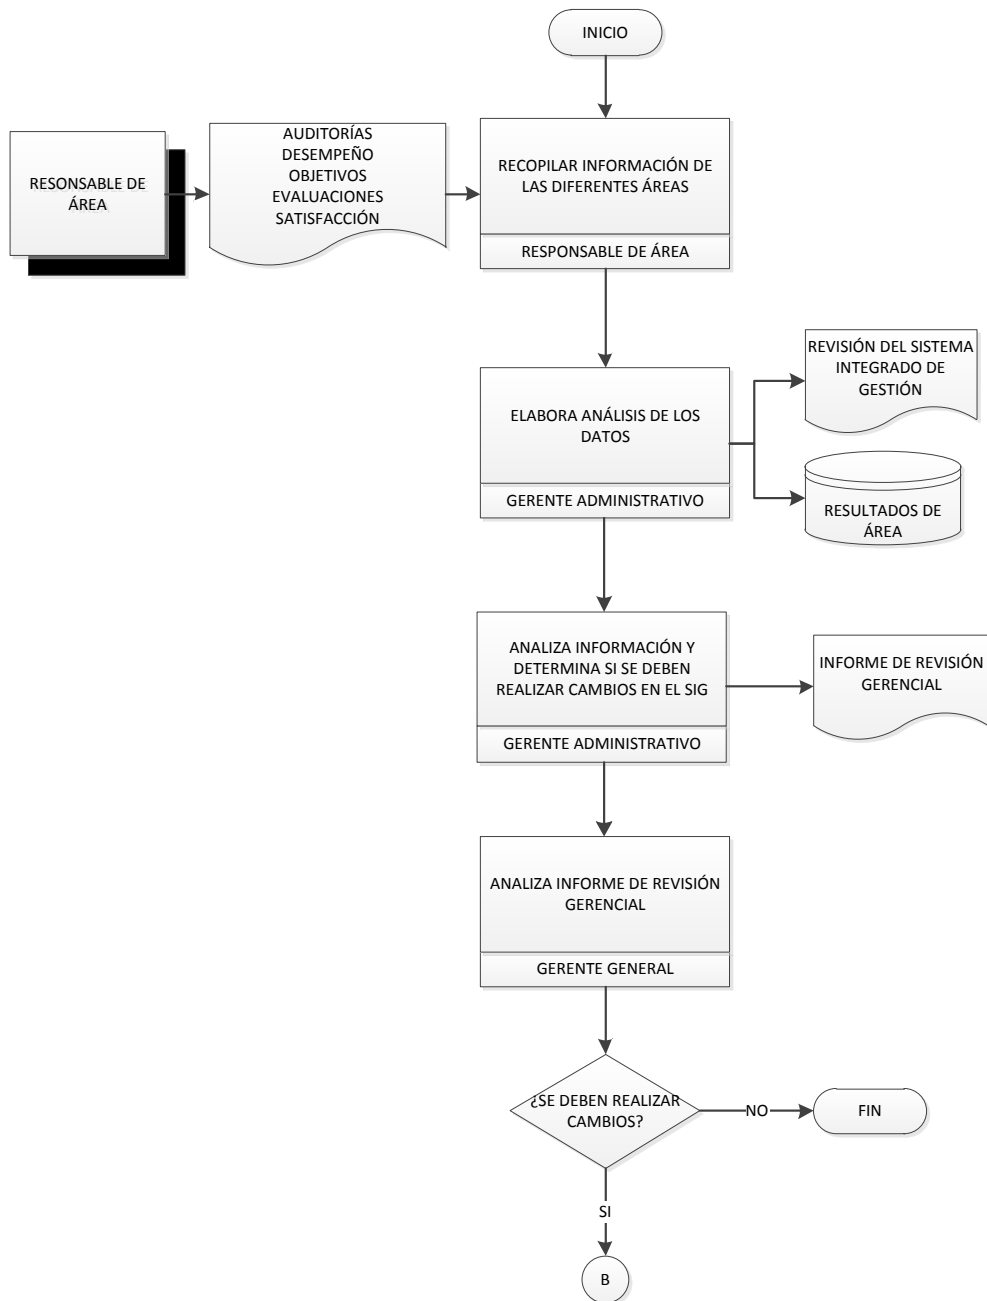 INICIO
RESONSABLE DE
ÁREA
AUDITORÍAS
DESEMPEÑO
OBJETIVOS
EVALUACIONES
SATISFACCIÓN
RECOPILAR INFORMACIÓN DE
LAS DIFERENTES ÁREAS
RESPONSABLE DE ÁREA
ELABORA ANÁLISIS DE LOS
DATOS
GERENTE ADMINISTRATIVO
REVISIÓN DEL SISTEMA
INTEGRADO DE
GESTIÓN
RESULTADOS DE
ÁREA
ANALIZA INFORMACIÓN Y
DETERMINA SI SE DEBEN
REALIZAR CAMBIOS EN EL SIG
GERENTE ADMINISTRATIVO
INFORME DE REVISIÓN
GERENCIAL
ANALIZA INFORME DE REVISIÓN
GERENCIAL
GERENTE GENERAL
¿SE DEBEN REALIZAR
CAMBIOS?
NO
FIN
SI
B